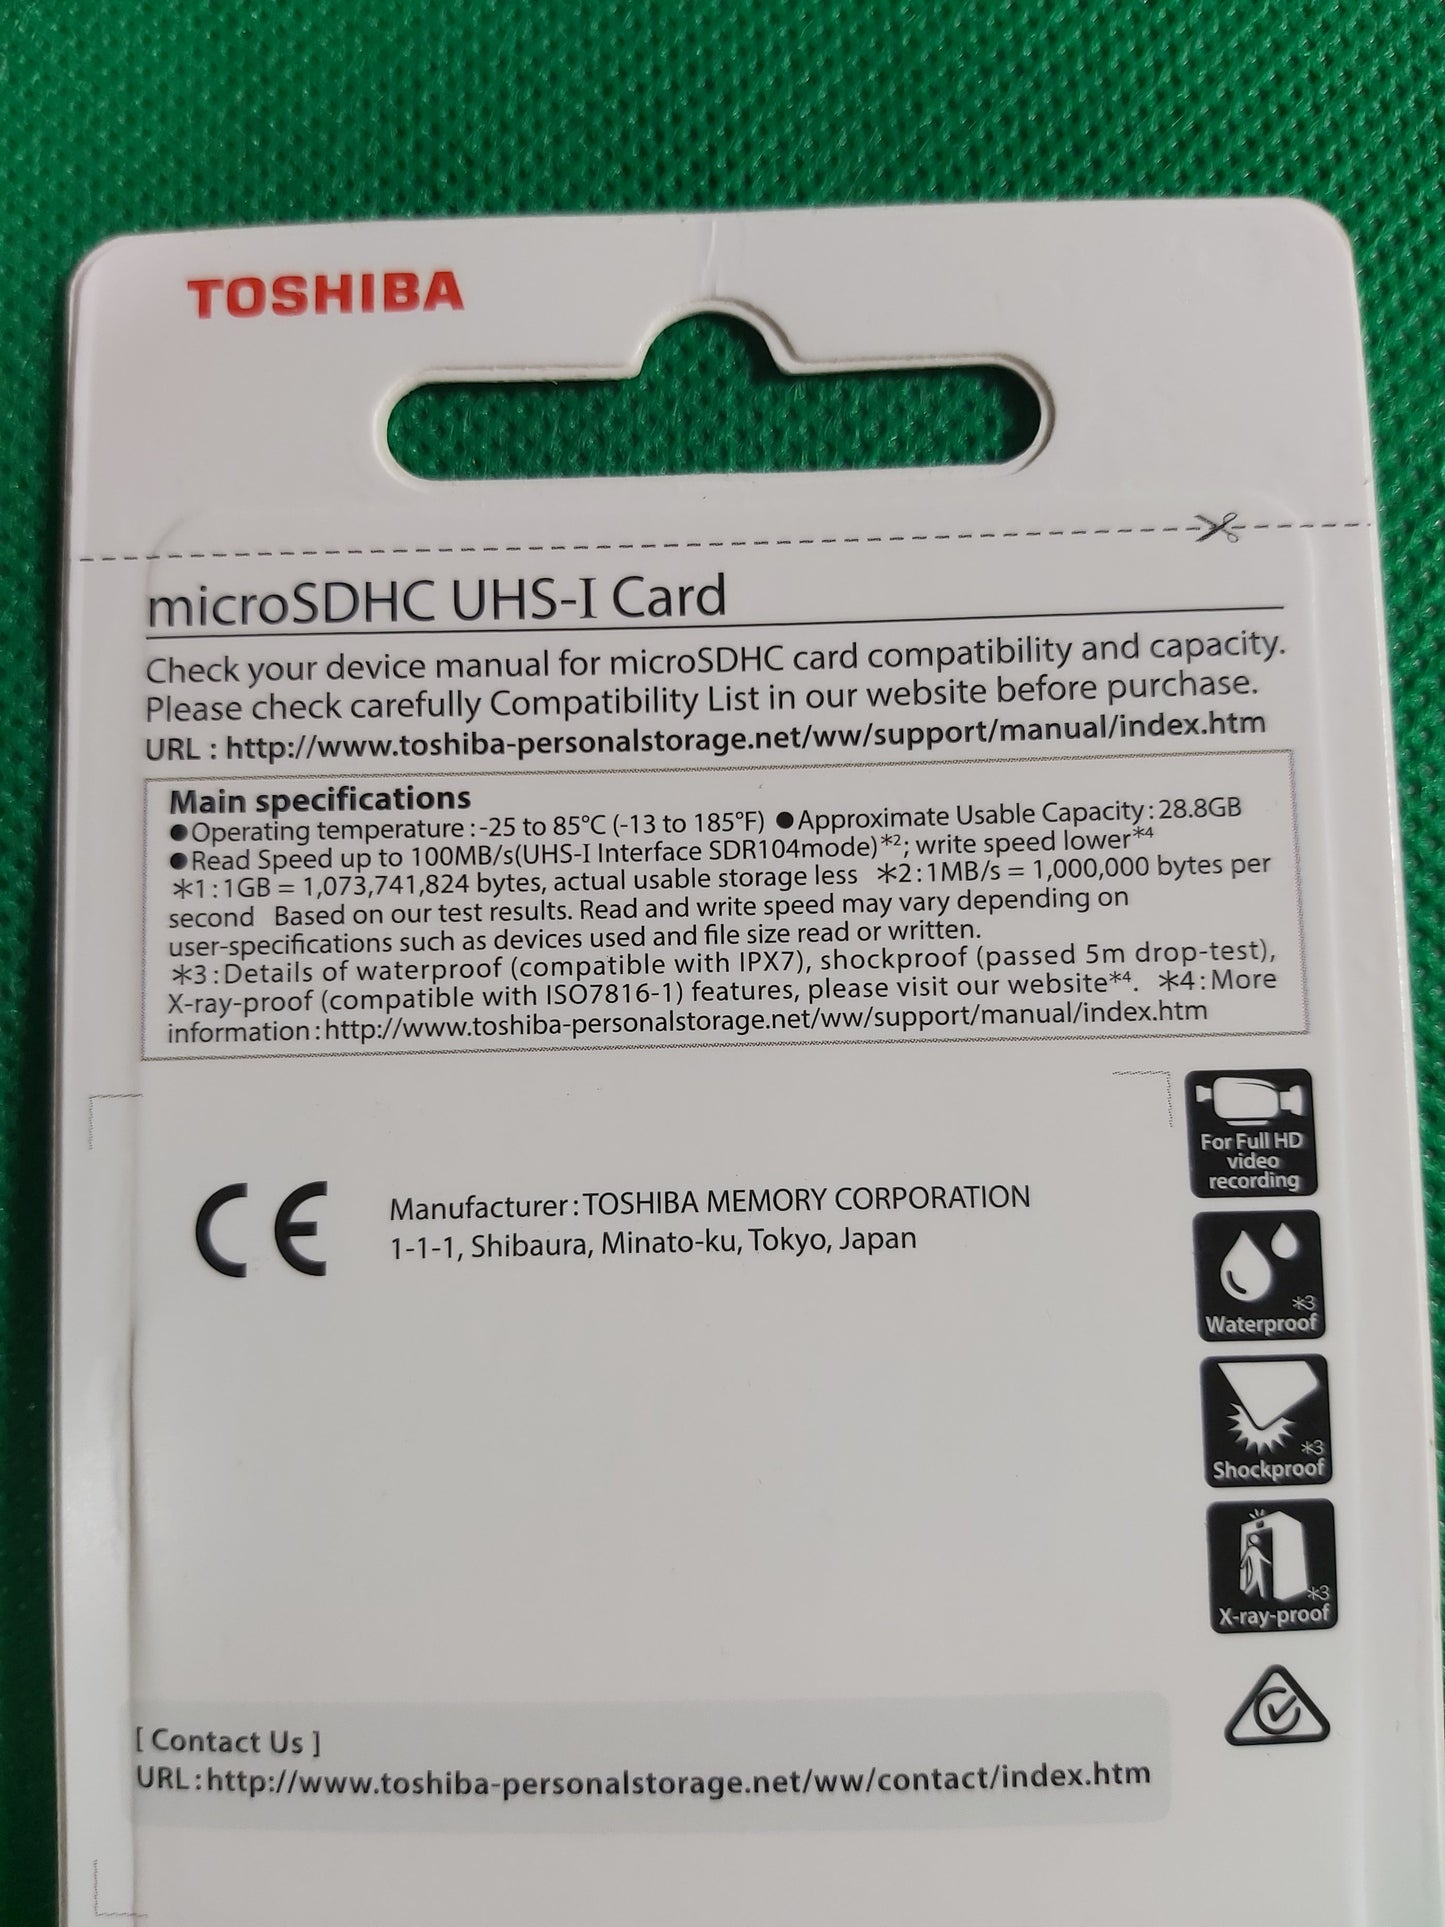 TOSHIBA
microSDHC UHS-I Card
Check your device manual for microSDHC card compatibility and capacity.
Please check carefully Compatibility List in our website before purchase.
URL : http://www.toshiba-personalstorage.net/ww/support/manual/index.htm
Main specifications
●Operating temperature : -25 to 85°C (-13 to 185°F) ●Approximate Usable Capacity : 28.8GB
●Read Speed up to 100MB/s(UHS-I Interface SDR104mode)*2; write speed lower*4
*1 : 1GB = 1,073,741,824 bytes, actual usable storage less *2 : 1MB/s = 1,000,000 bytes per
second Based on our test results. Read and write speed may vary depending on
user-specifications such as devices used and file size read or written.
*3 : Details of waterproof (compatible with IPX7), shockproof (passed 5m drop-test),
X-ray-proof (compatible with ISO7816-1) features, please visit our website*4. *4 : More
information : http://www.toshiba-personalstorage.net/ww/support/manual/index.htm
For Full HD
video
recording
CE
Manufacturer : TOSHIBA MEMORY CORPORATION
1-1-1, Shibaura, Minato-ku, Tokyo, Japan
*3
Waterproof
*3
Shockproof
*3
X-ray-proof
[ Contact Us ]
URL : http://www.toshiba-personalstorage.net/ww/contact/index.htm